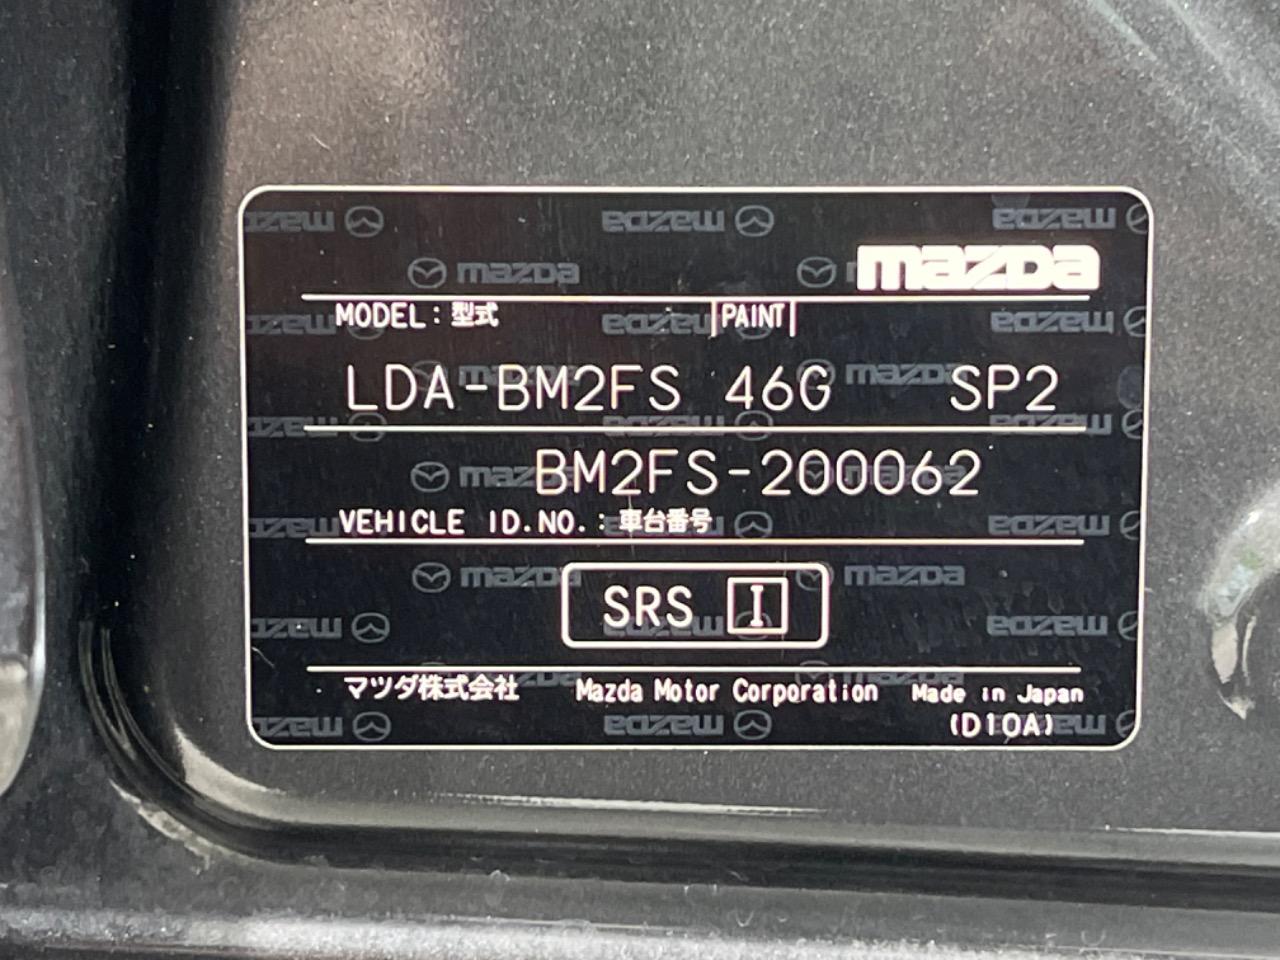 mazda
MODEL：型式 PAINT
LDA-BM2FS 46G SP2
BM2FS-200062
VEHICLE ID.NO.：車台番号
SRS I
マツダ株式会社 Mazda Motor Corporation Made in Japan
(D10A)